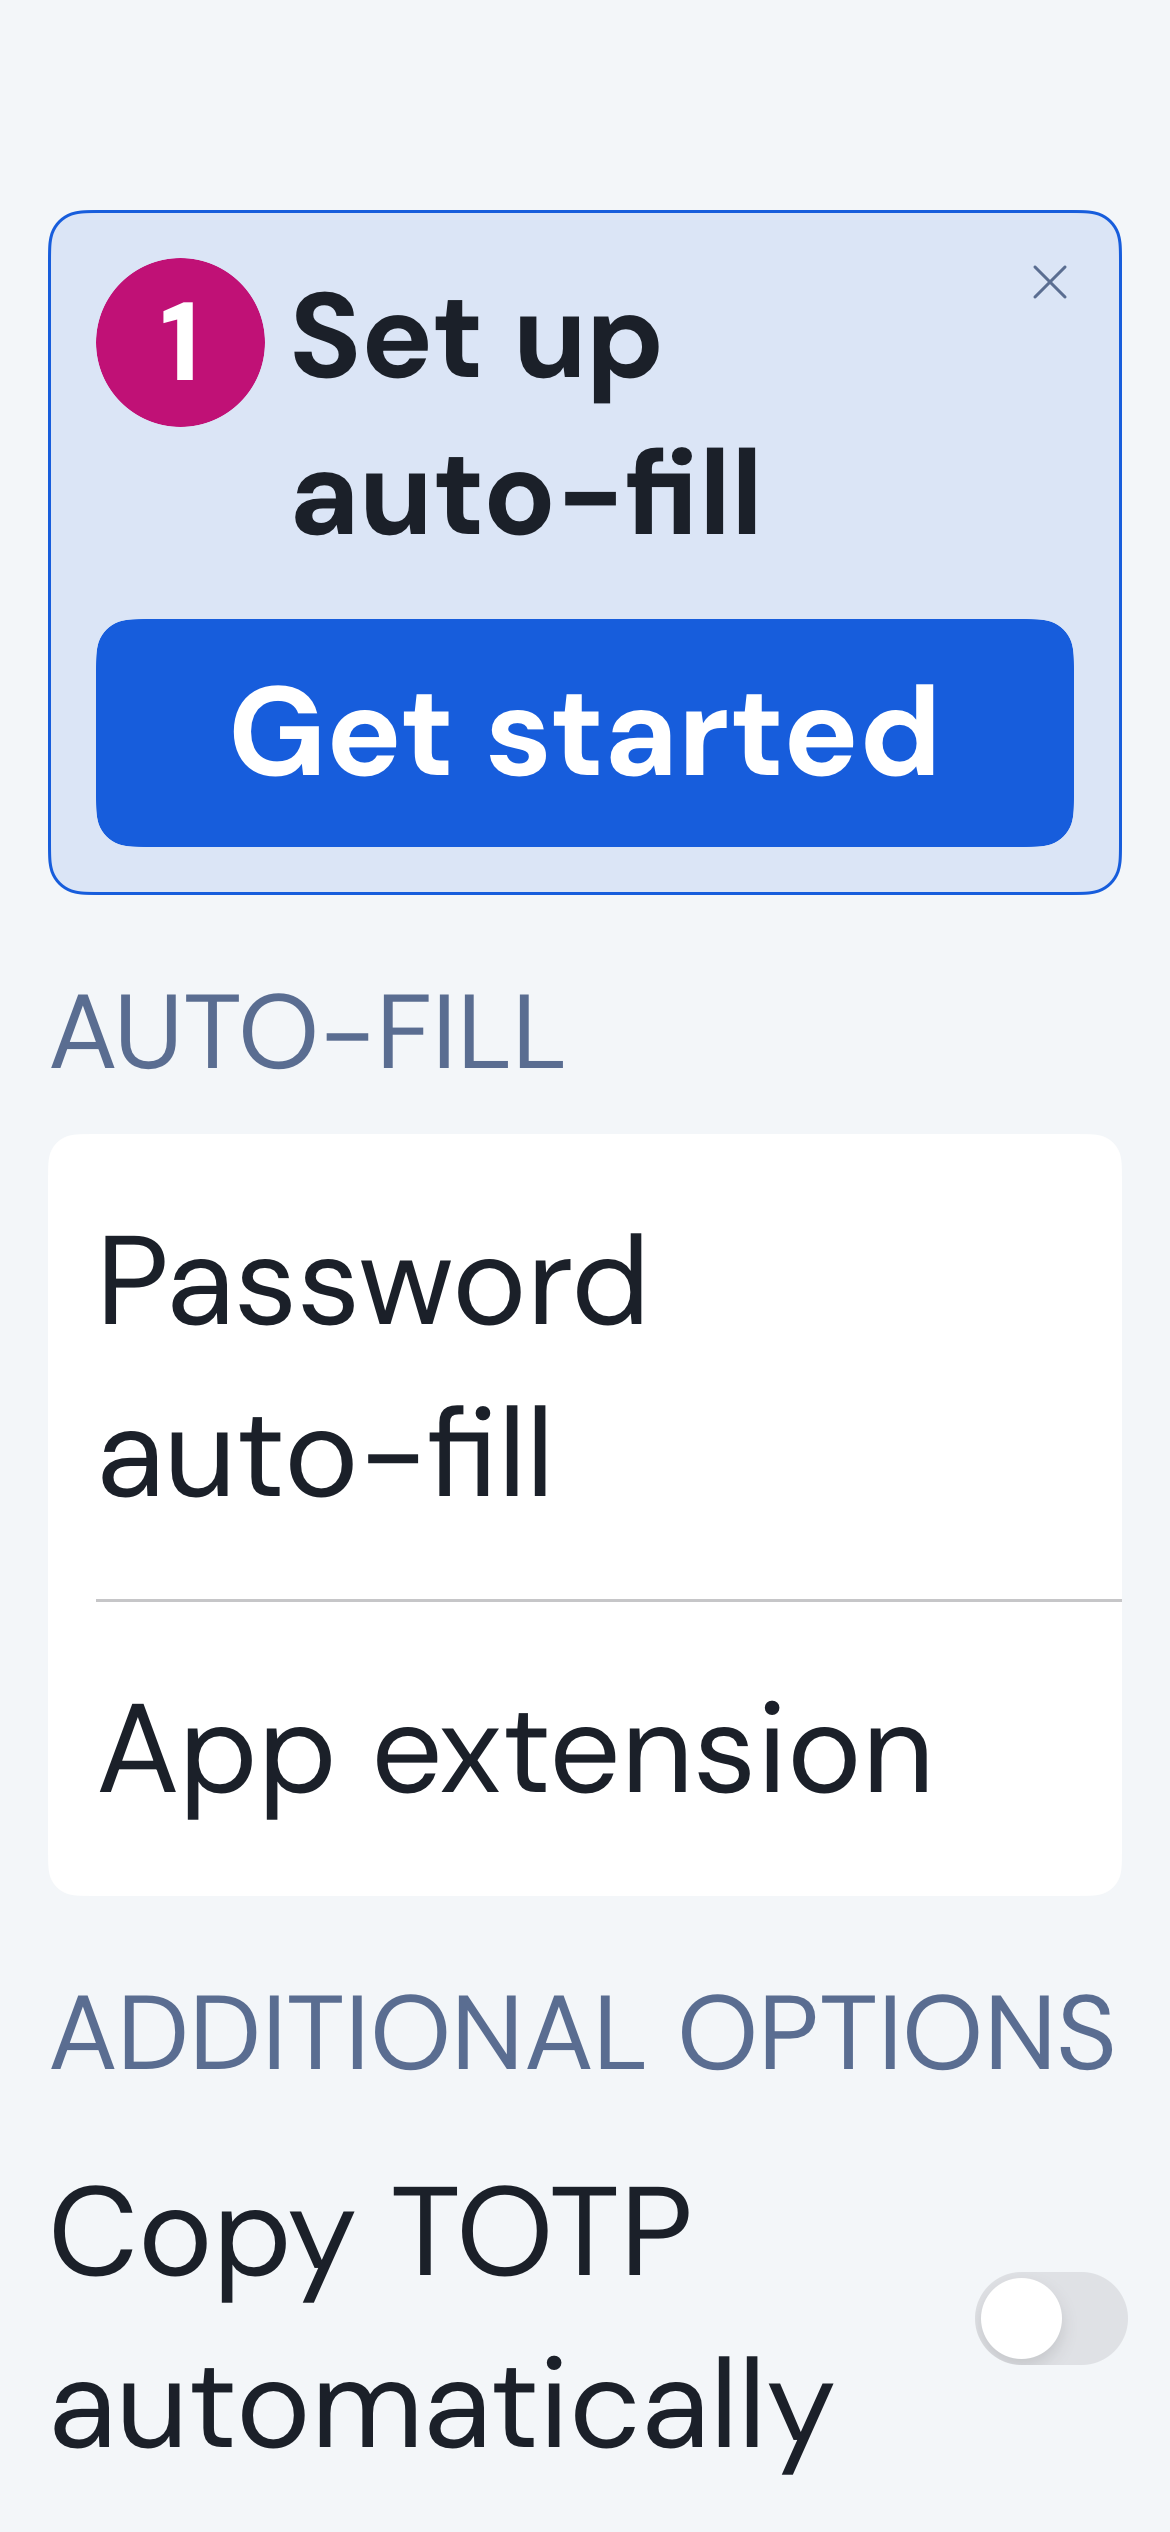 1
Set up
auto-fill
Get started
AUTO-FILL
Password
auto-fill
App extension
ADDITIONAL OPTIONS
Copy TOTP
automatically